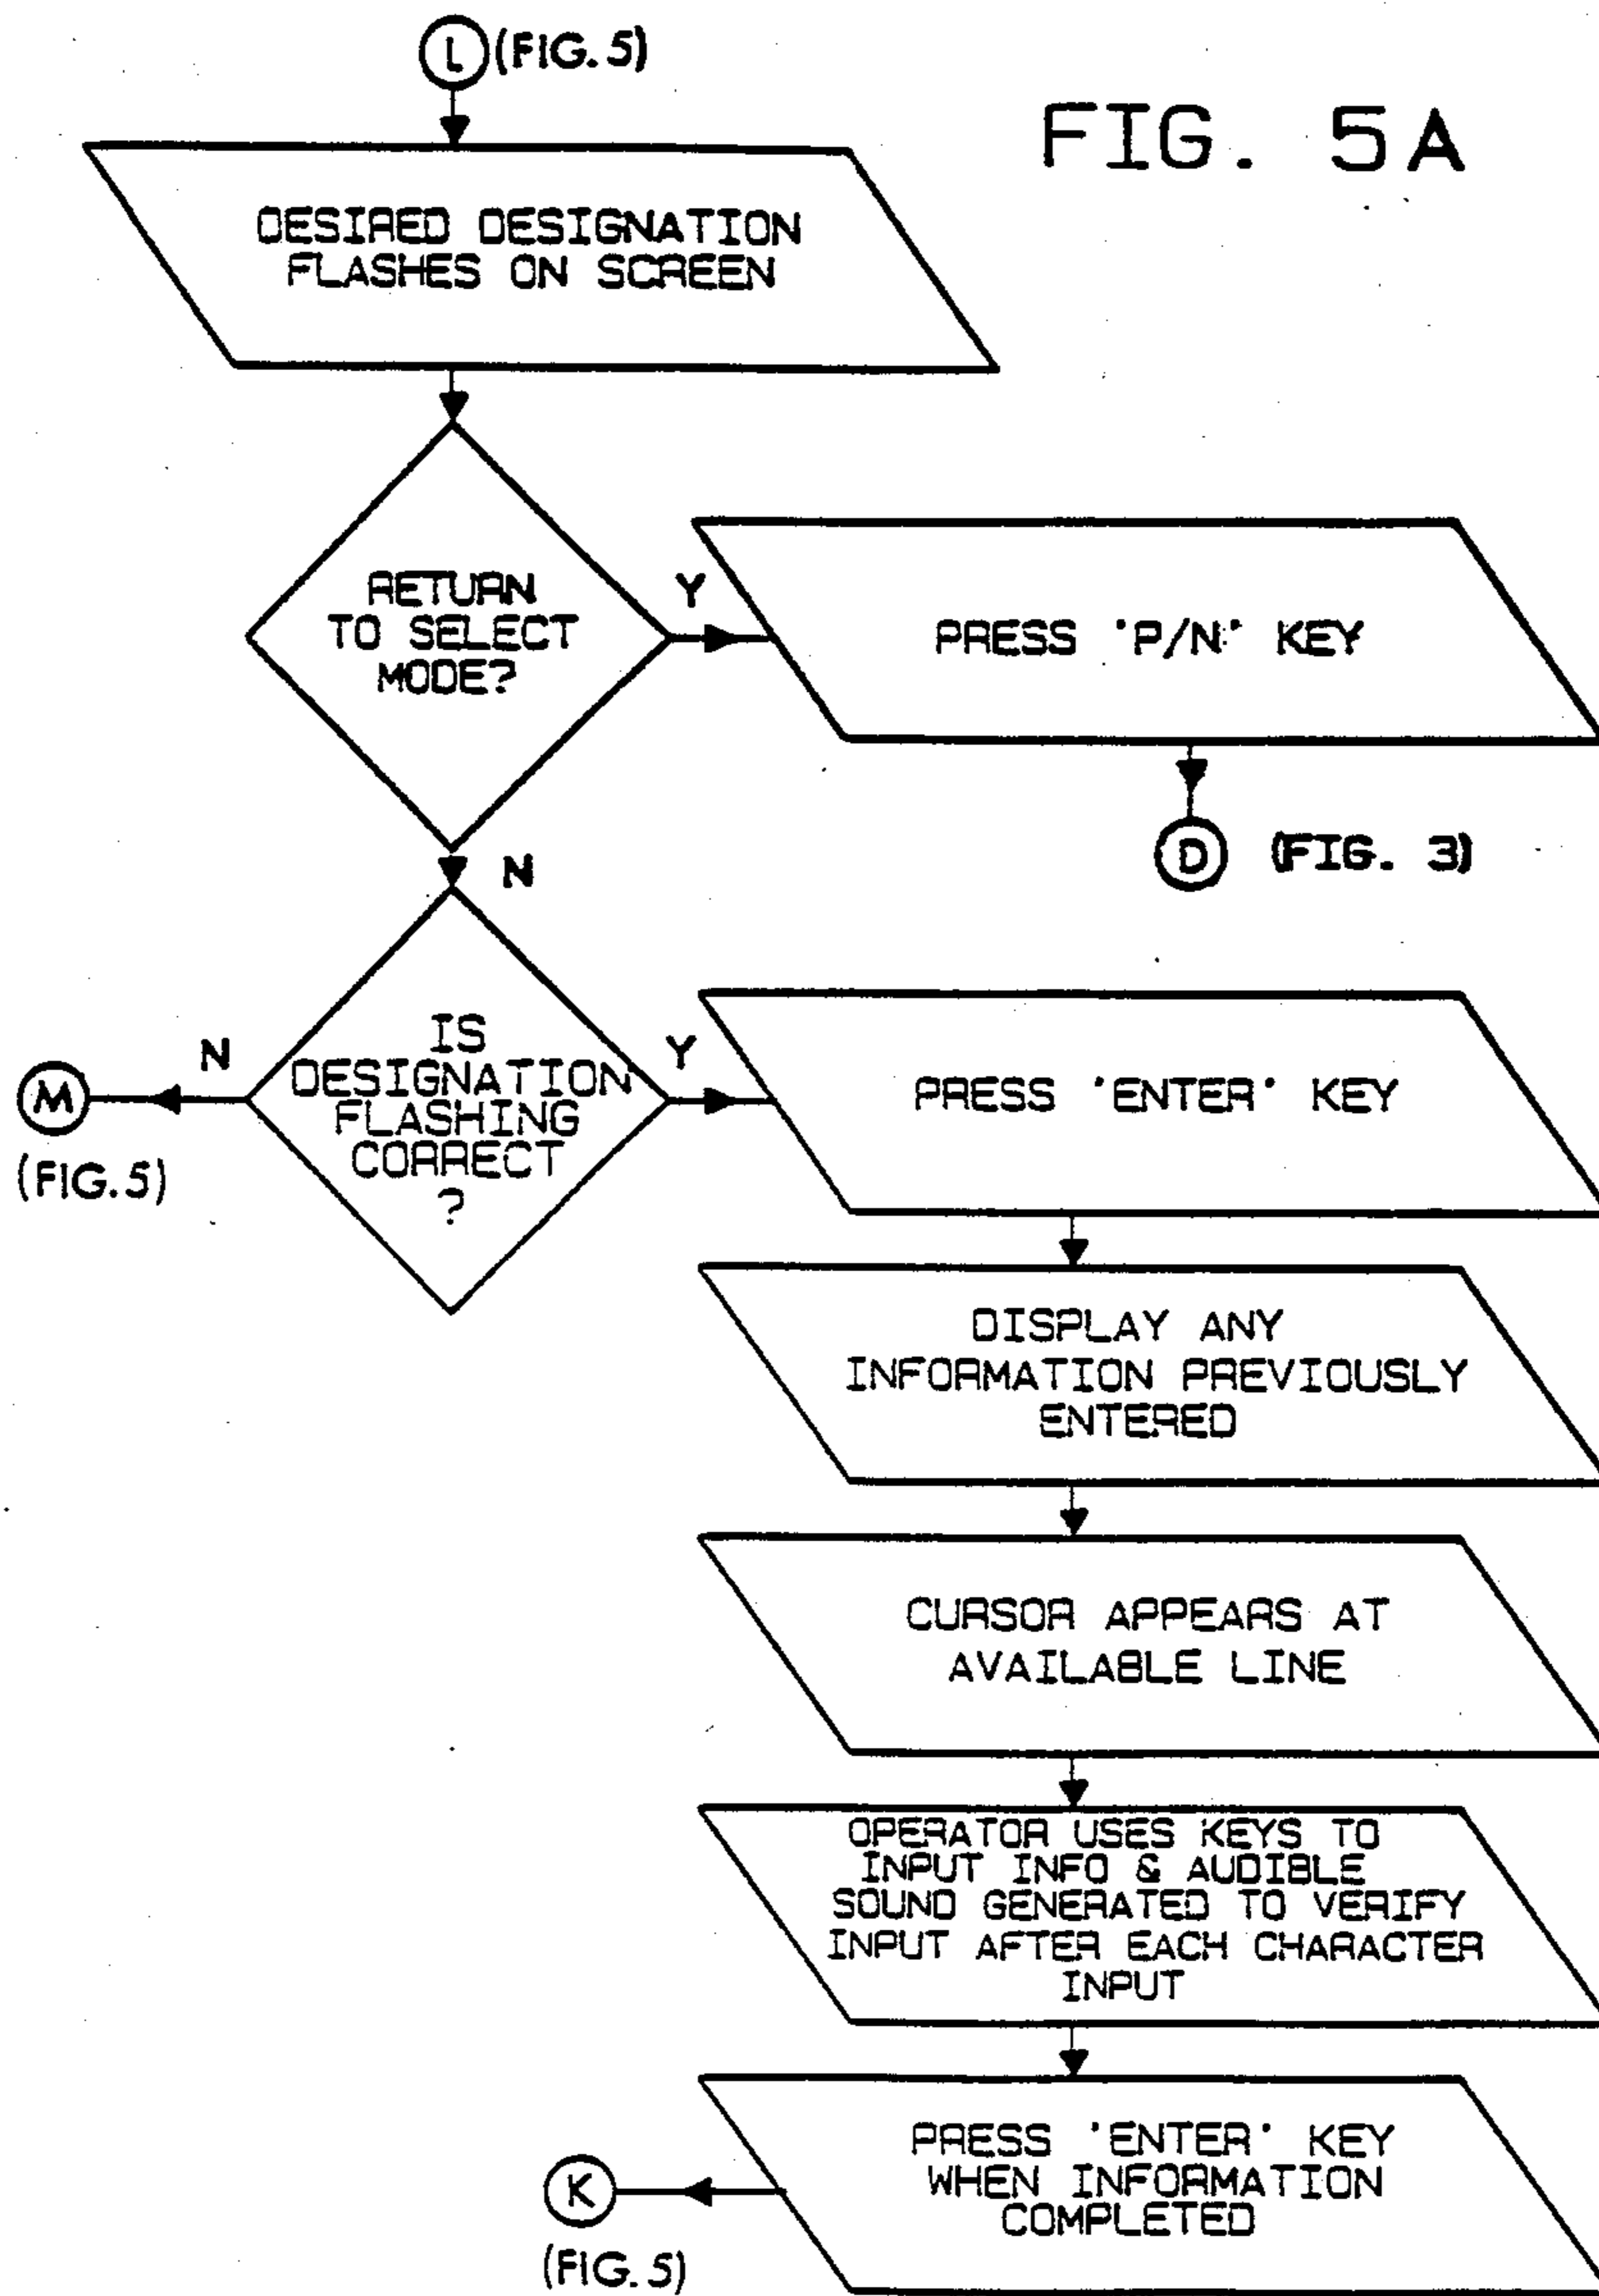 L (FIG. 5)
FIG. 5A
DESIRED DESIGNATION
FLASHES ON SCREEN
RETURN
TO SELECT
MODE?
Y
PRESS 'P/N' KEY
D (FIG. 3)
N
IS
DESIGNATION
FLASHING
CORRECT
?
N
M
(FIG. 5)
Y
PRESS 'ENTER' KEY
DISPLAY ANY
INFORMATION PREVIOUSLY
ENTERED
CURSOR APPEARS AT
AVAILABLE LINE
OPERATOR USES KEYS TO
INPUT INFO & AUDIBLE
SOUND GENERATED TO VERIFY
INPUT AFTER EACH CHARACTER
INPUT
PRESS 'ENTER' KEY
WHEN INFORMATION
COMPLETED
K
(FIG. 5)